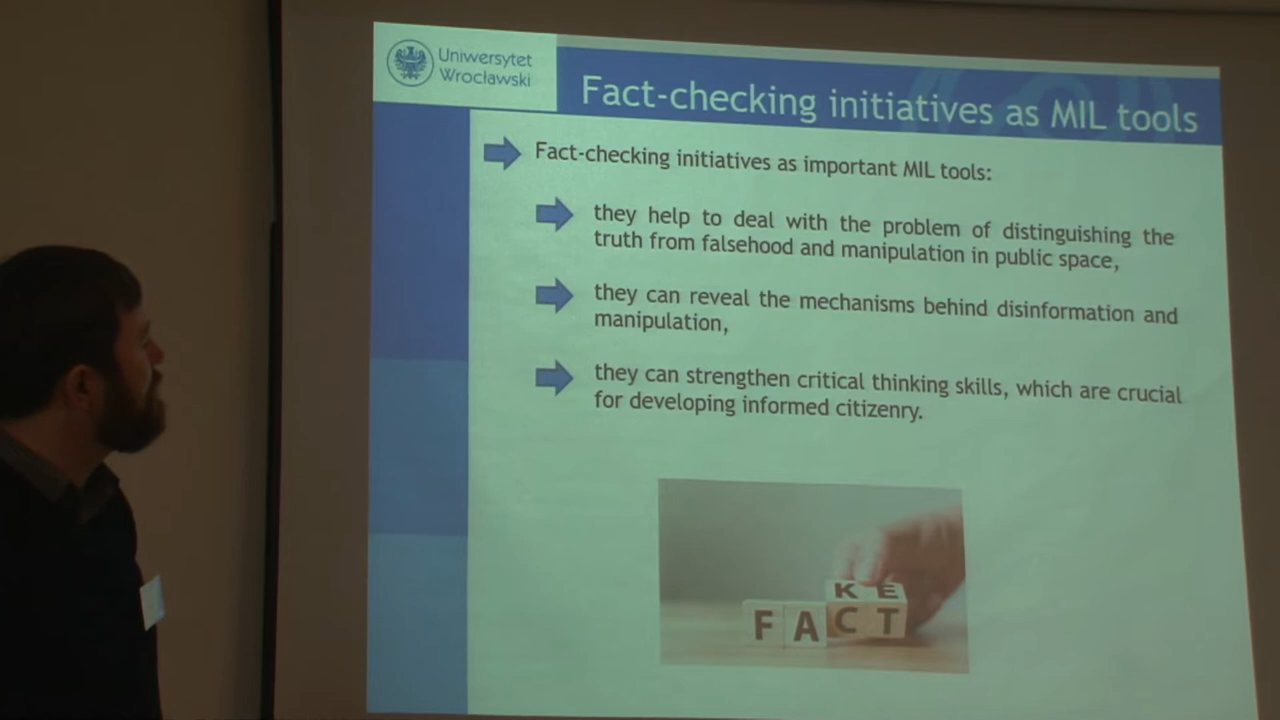 Uniwersytet
Wrocławski
Fact-checking initiatives as MIL tools
Fact-checking initiatives as important MIL tools:
they help to deal with the problem of distinguishing the
truth from falsehood and manipulation in public space,
they can reveal the mechanisms behind disinformation and
manipulation,
they can strengthen critical thinking skills, which are crucial
for developing informed citizenry.
K E
F A C T